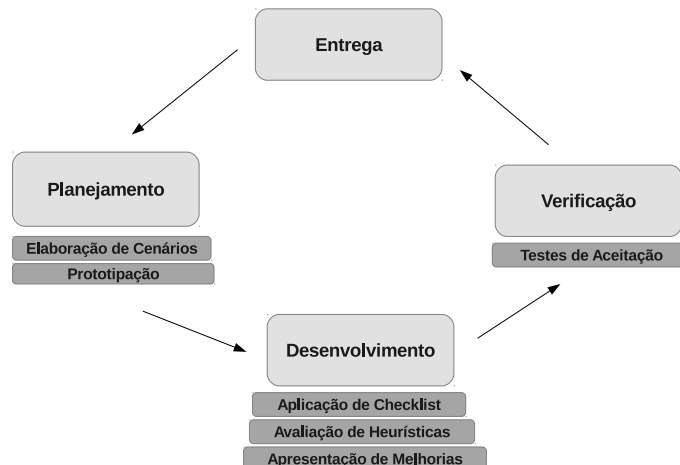 Entrega
Planejamento
Elaboração de Cenários
Prototipação
Verificação
Testes de Aceitação
Desenvolvimento
Aplicação de Checklist
Avaliação de Heurísticas
Apresentação de Melhorias